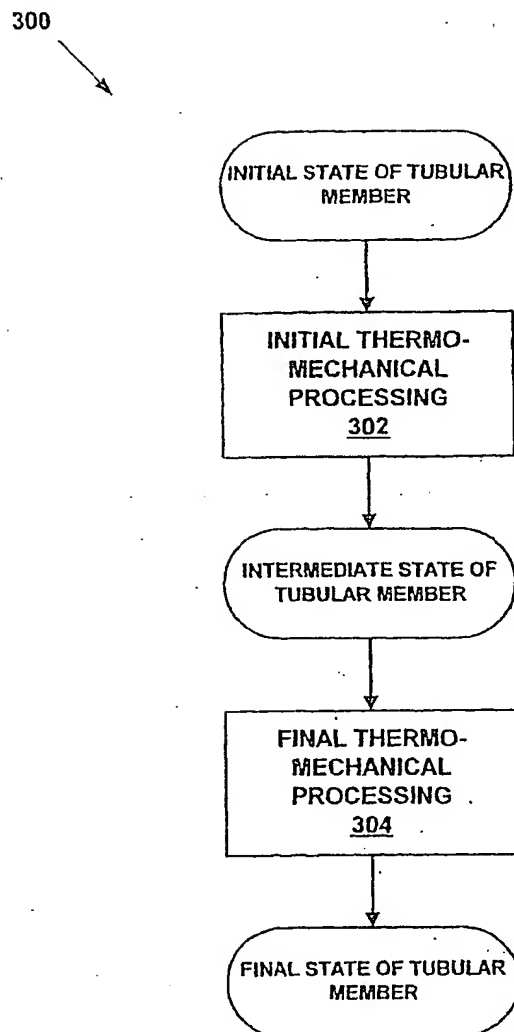 300
INITIAL STATE OF TUBULAR
MEMBER
INITIAL THERMO-
MECHANICAL
PROCESSING
302
INTERMEDIATE STATE OF
TUBULAR MEMBER
FINAL THERMO-
MECHANICAL
PROCESSING
304
FINAL STATE OF TUBULAR
MEMBER